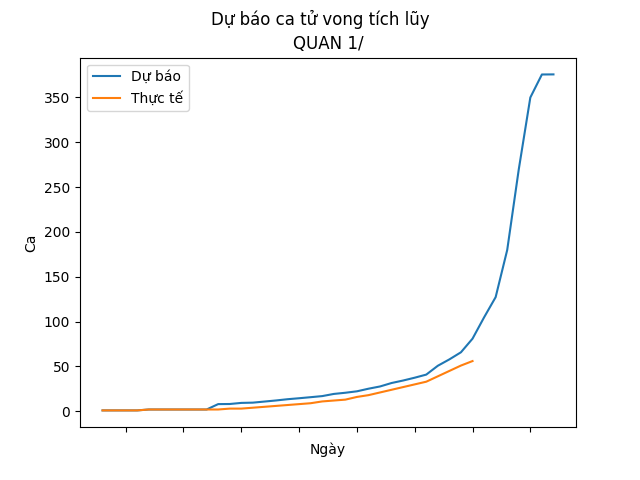 Dự báo ca tử vong tích lũy
QUAN 1/
Dự báo
Thực tế
350
300
250
200
150
100
50
0
Ca
Ngày